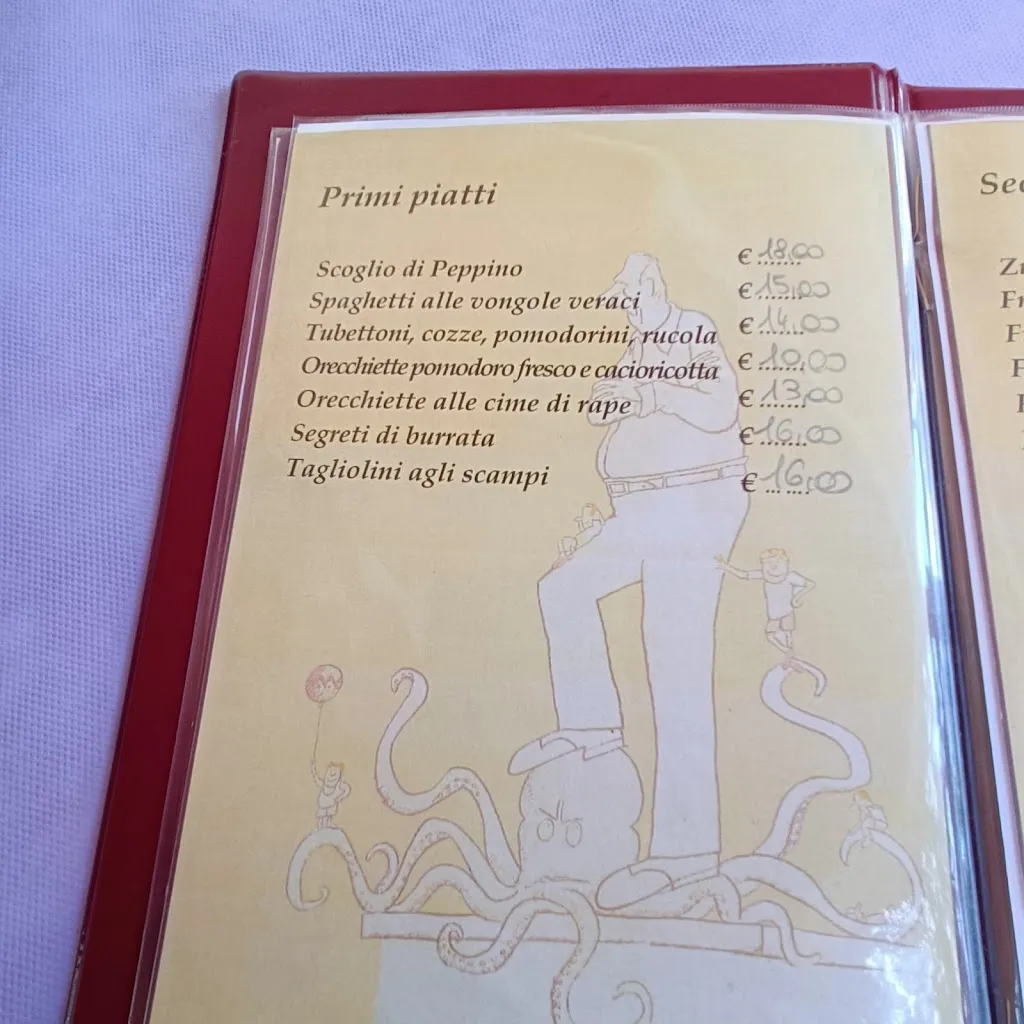 Primi piatti
Scoglio di Peppino € 18,00
Spaghetti alle vongole veraci € 15,00
Tubettoni, cozze, pomodorini, rucola € 14,00
Orecchiette pomodoro fresco e cacioricotta € 10,00
Orecchiette alle cime di rape € 13,00
Segreti di burrata € 16,00
Tagliolini agli scampi € 16,00